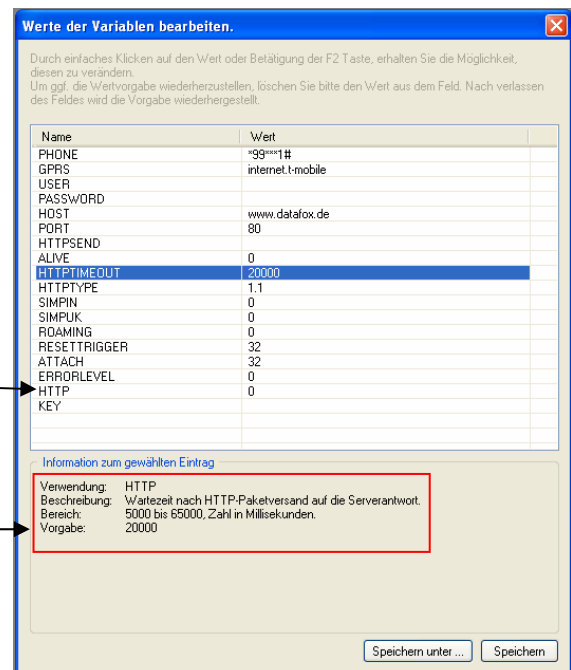 Werte der Variablen bearbeiten.
Durch einfaches Klicken auf den Wert oder Betätigung der F2 Taste, erhalten Sie die Möglichkeit,
diesen zu verändern.
Um ggf. die Wertvorgabe wiederherzustellen, löschen Sie bitte den Wert aus dem Feld. Nach verlassen
des Feldes wird die Vorgabe wiederhergestellt.
Name Wert
PHONE *99***1#
GPRS internet.t-mobile
USER
PASSWORD
HOST www.datafox.de
PORT 80
HTTPSEND
ALIVE 0
HTTPTIMEOUT 20000
HTTPTYPE 1.1
SIMPIN 0
SIMPUK 0
ROAMING 0
RESETTRIGGER 32
ATTACH 32
ERRORLEVEL 0
HTTP 0
KEY
Information zum gewählten Eintrag
Verwendung: HTTP
Beschreibung: Wartezeit nach HTTP-Paketversand auf die Serverantwort.
Bereich: 5000 bis 65000, Zahl in Millisekunden.
Vorgabe: 20000
Speichern unter ... Speichern